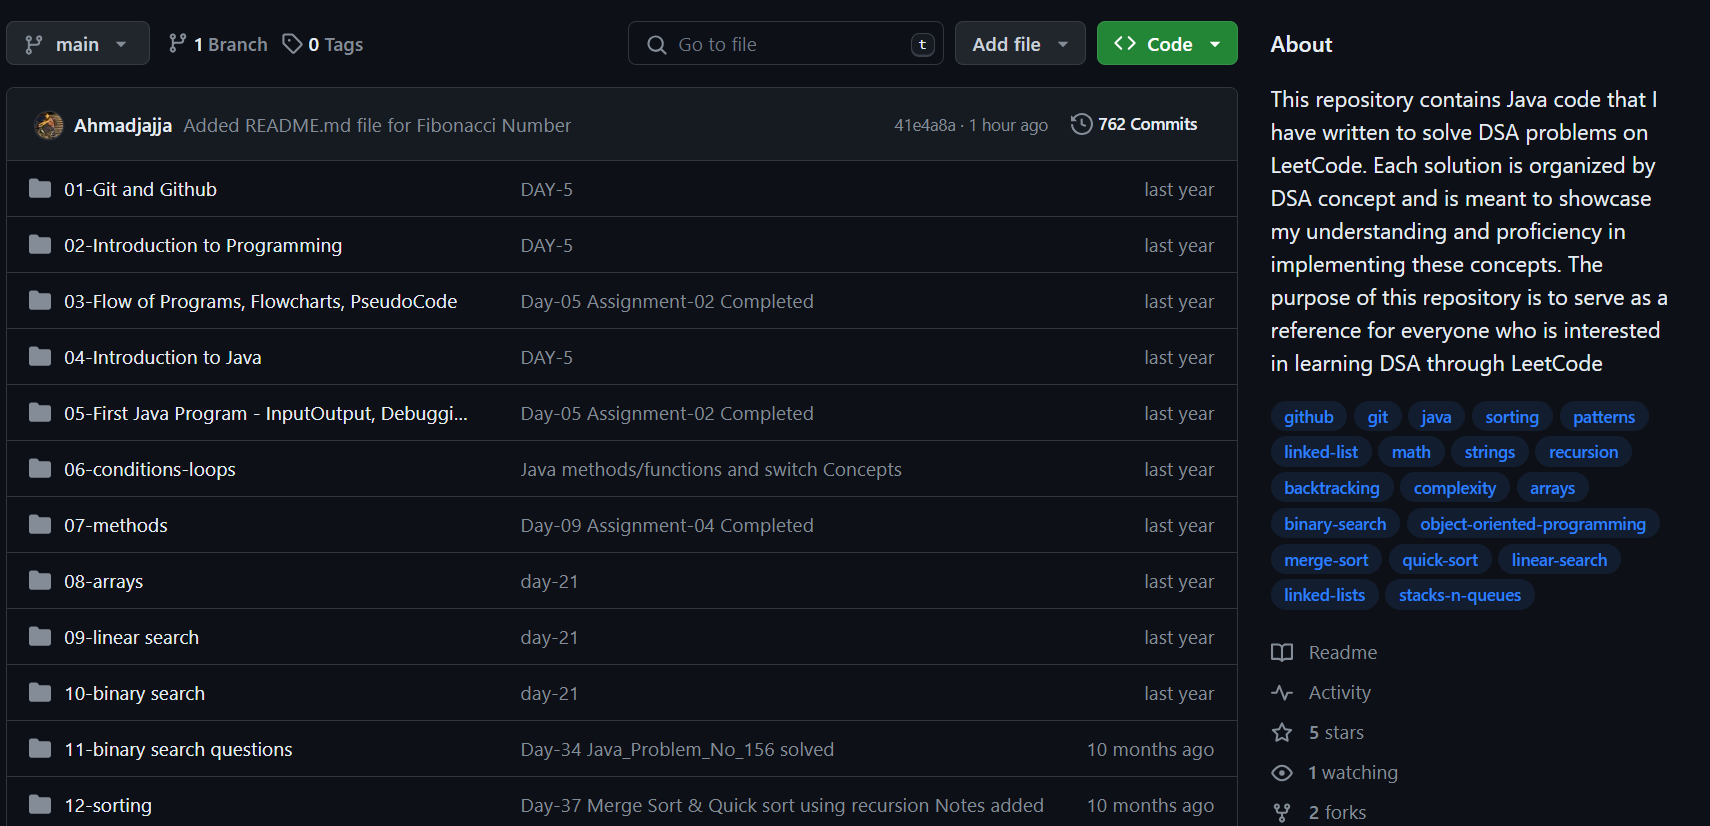 main
1 Branch
0 Tags
Go to file
t
Add file
Code
Ahmadjajja Added README.md file for Fibonacci Number 41e4a8a · 1 hour ago 762 Commits
01-Git and Github DAY-5 last year
02-Introduction to Programming DAY-5 last year
03-Flow of Programs, Flowcharts, PseudoCode Day-05 Assignment-02 Completed last year
04-Introduction to Java DAY-5 last year
05-First Java Program - InputOutput, Debuggi... Day-05 Assignment-02 Completed last year
06-conditions-loops Java methods/functions and switch Concepts last year
07-methods Day-09 Assignment-04 Completed last year
08-arrays day-21 last year
09-linear search day-21 last year
10-binary search day-21 last year
11-binary search questions Day-34 Java_Problem_No_156 solved 10 months ago
12-sorting Day-37 Merge Sort & Quick sort using recursion Notes added 10 months ago
About
This repository contains Java code that I
have written to solve DSA problems on
LeetCode. Each solution is organized by
DSA concept and is meant to showcase
my understanding and proficiency in
implementing these concepts. The
purpose of this repository is to serve as a
reference for everyone who is interested
in learning DSA through LeetCode
github git java sorting patterns
linked-list math strings recursion
backtracking complexity arrays
binary-search object-oriented-programming
merge-sort quick-sort linear-search
linked-lists stacks-n-queues
Readme
Activity
5 stars
1 watching
2 forks